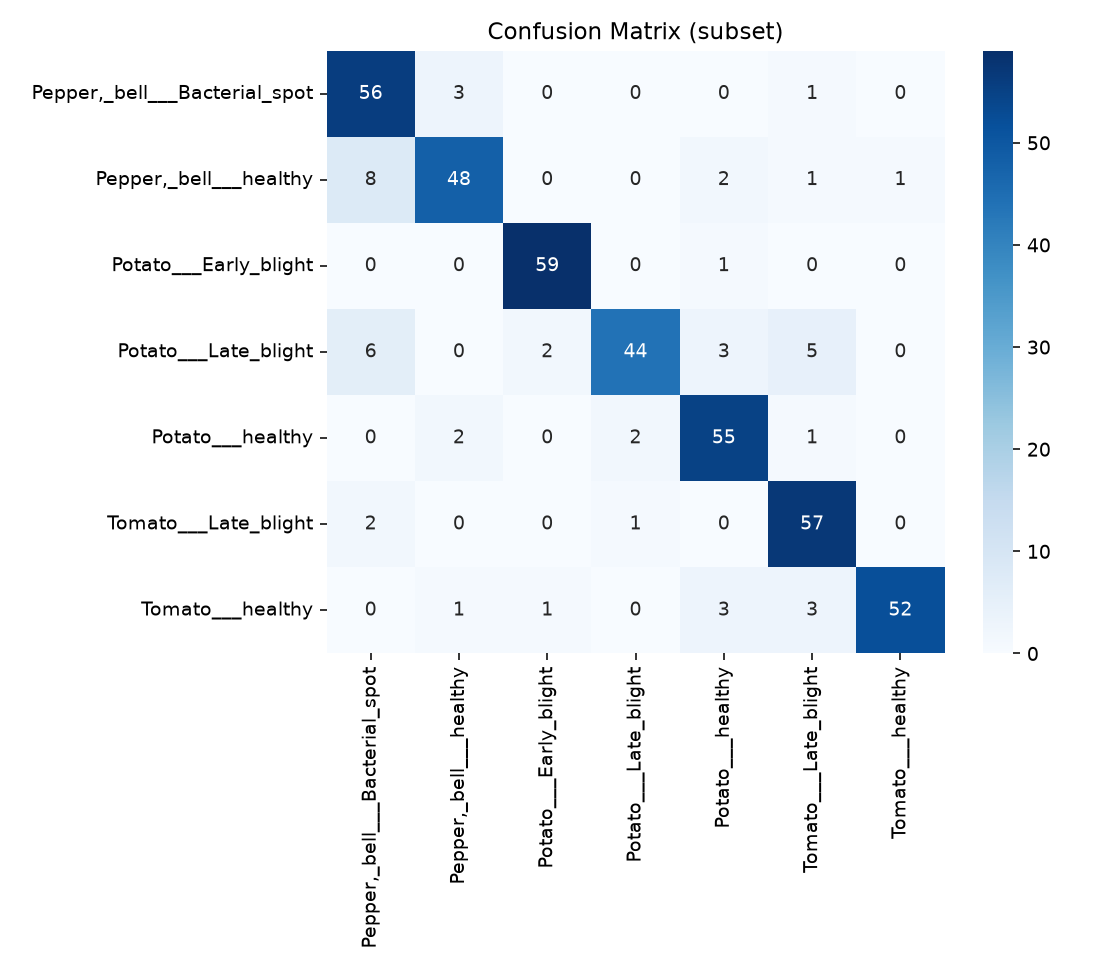 Confusion Matrix (subset)
Pepper,_bell___Bacterial_spot 56 3 0 0 0 1 0
Pepper,_bell___healthy 8 48 0 0 2 1 1
Potato___Early_blight 0 0 59 0 1 0 0
Potato___Late_blight 6 0 2 44 3 5 0
Potato___healthy 0 2 0 2 55 1 0
Tomato___Late_blight 2 0 0 1 0 57 0
Tomato___healthy 0 1 1 0 3 3 52
Pepper,_bell___Bacterial_spot
Pepper,_bell___healthy
Potato___Early_blight
Potato___Late_blight
Potato___healthy
Tomato___Late_blight
Tomato___healthy
50
40
30
20
10
0